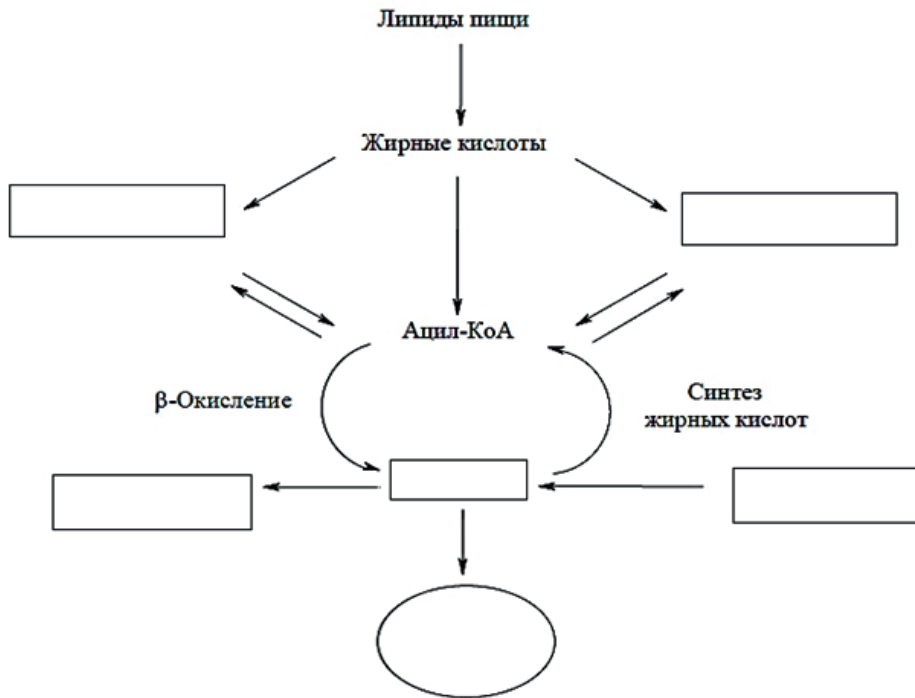 Липиды пищи
Жирные кислоты
Ацил-КоА
β-Окисление
Синтез
жирных кислот